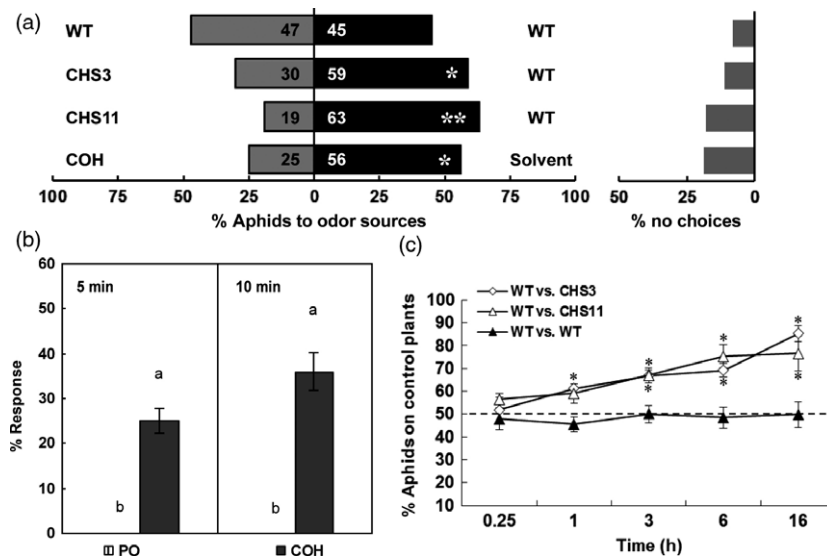 (a)
WT 47 45 WT
CHS3 30 59 * WT
CHS11 19 63 ** WT
COH 25 56 * Solvent
100 75 50 25 0 25 50 75 100 50 0
% Aphids to odor sources % no choices
(b)
60
50
40
30
20
10
0
% Response
5 min 10 min
a a
b b
PO COH
(c)
WT vs. CHS3
WT vs. CHS11
WT vs. WT
100
90
80
70
60
50
40
30
20
10
% Aphids on control plants
* * * *
* * *
0.25 1 3 6 16
Time (h)